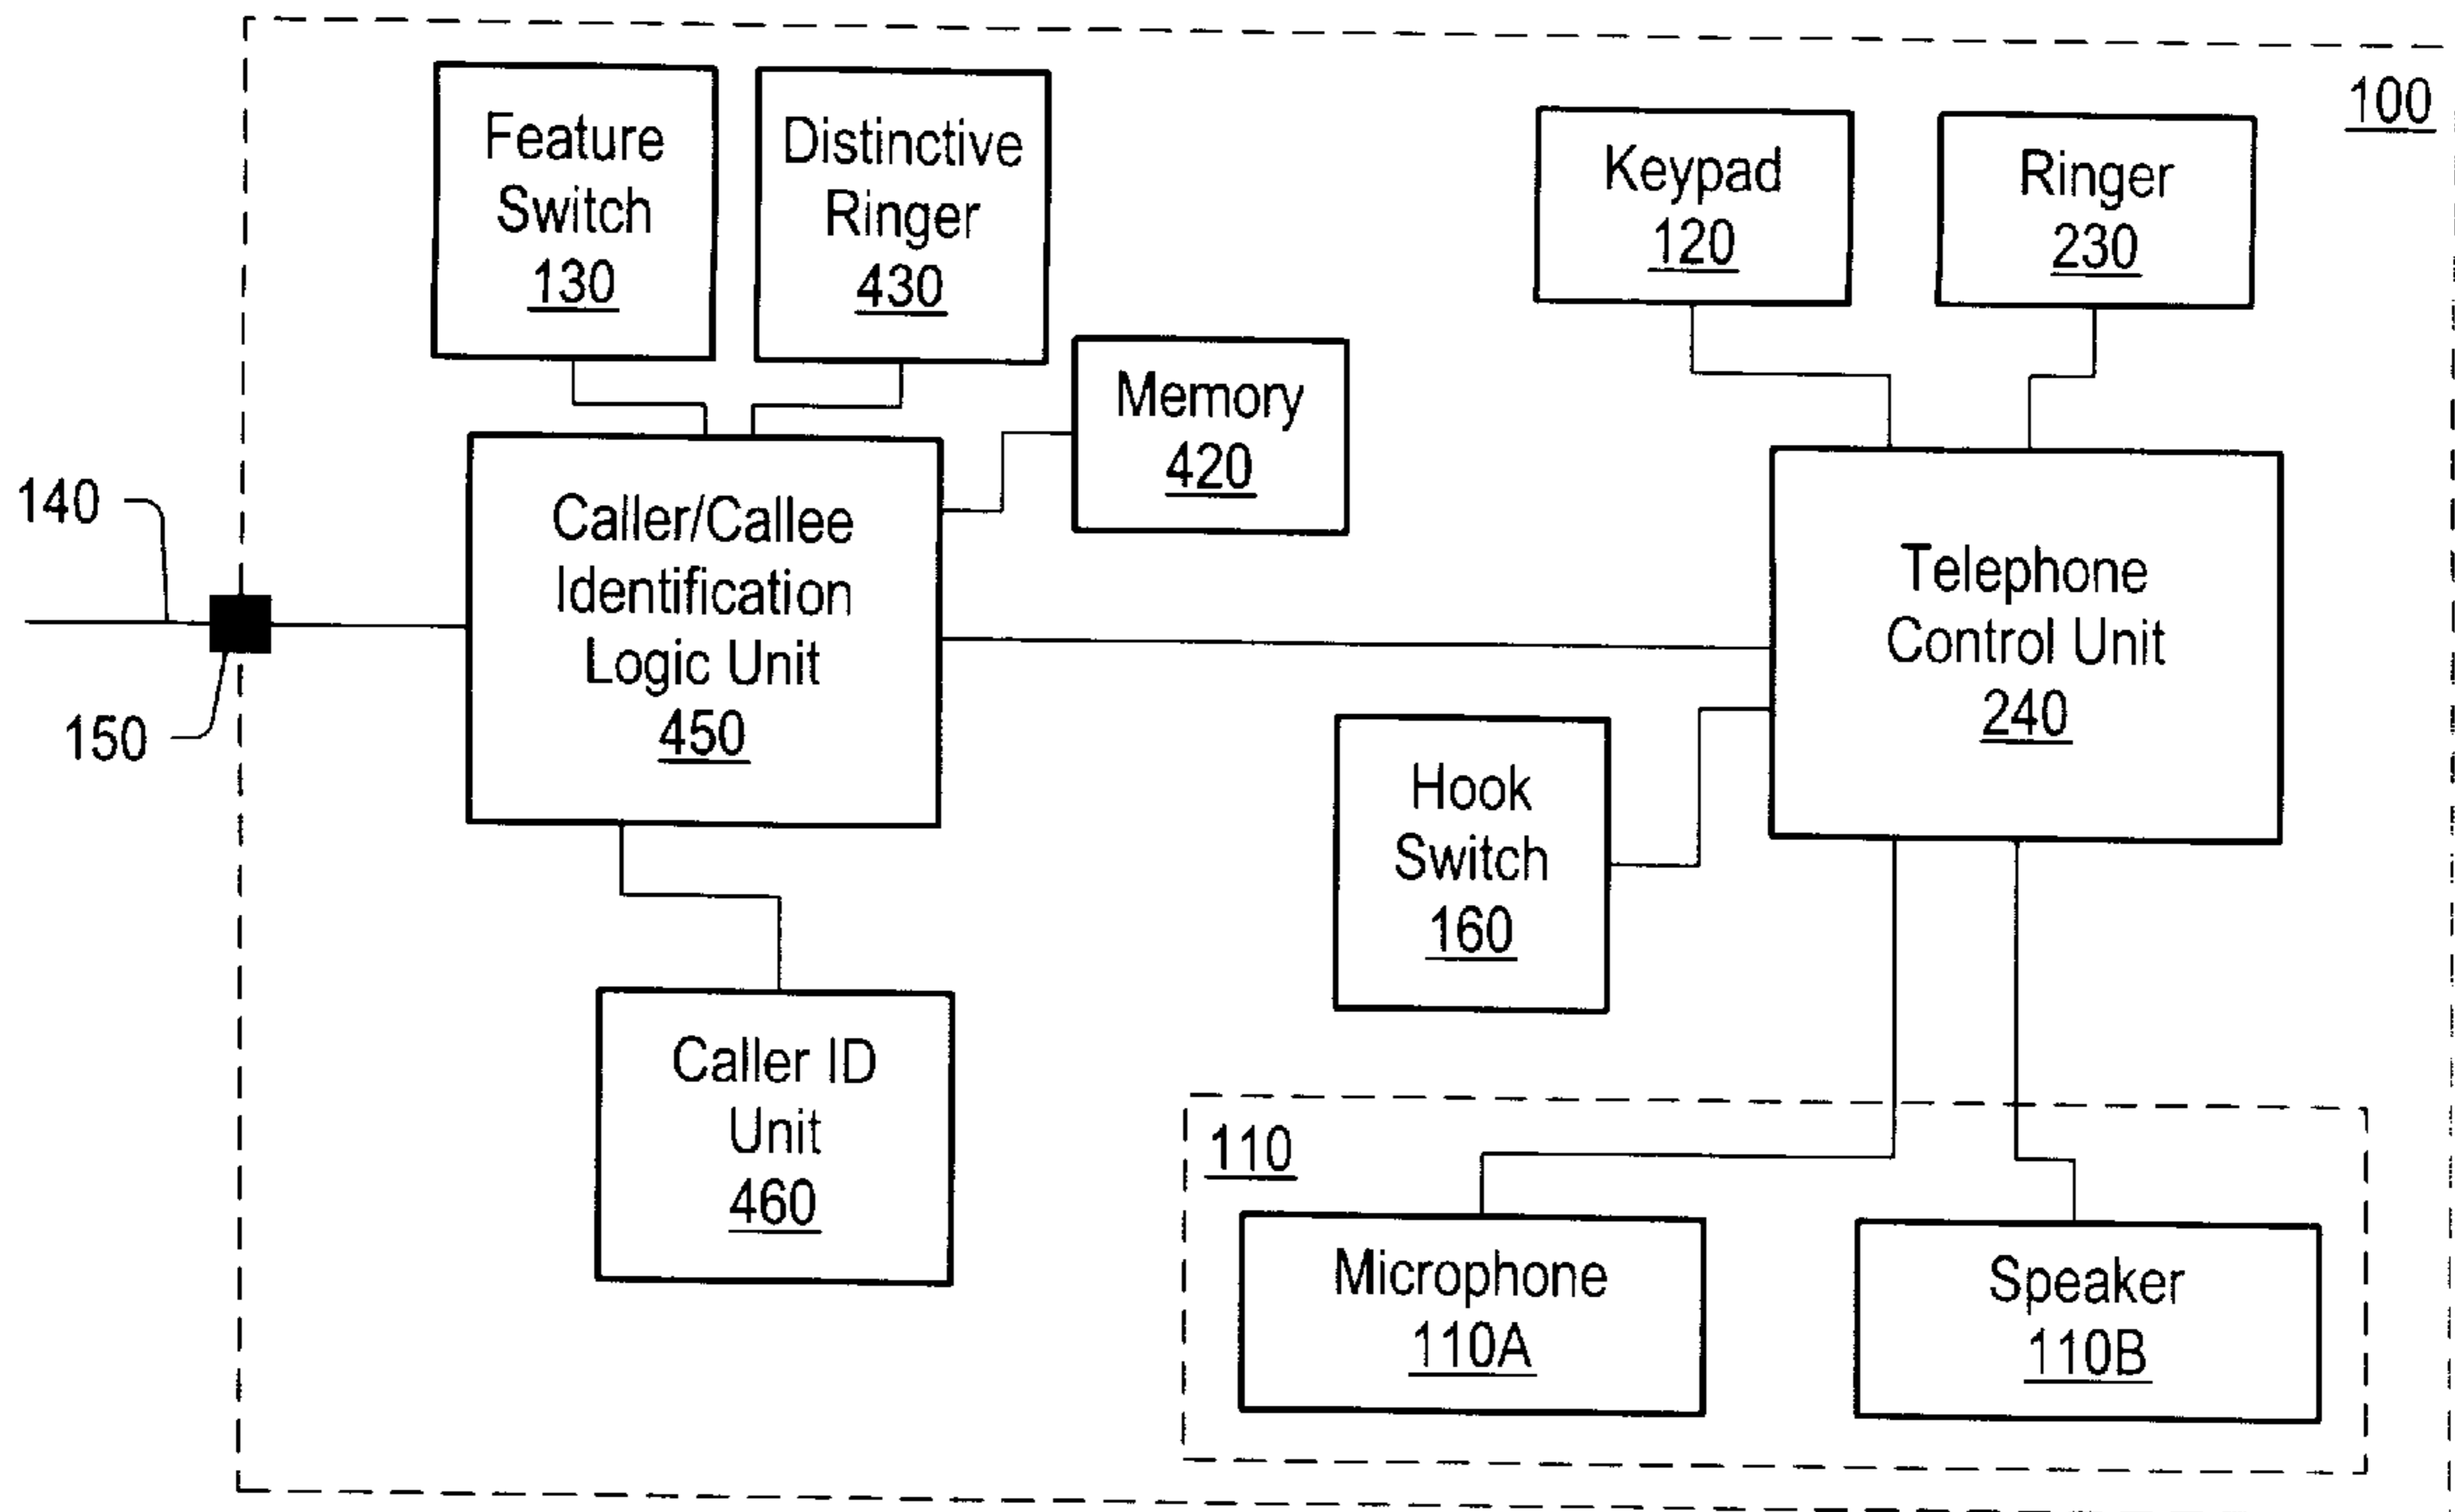 100
Feature
Switch
130
Distinctive
Ringer
430
Keypad
120
Ringer
230
Memory
420
140
150
Caller/Callee
Identification
Logic Unit
450
Telephone
Control Unit
240
Hook
Switch
160
Caller ID
Unit
460
110
Microphone
110A
Speaker
110B